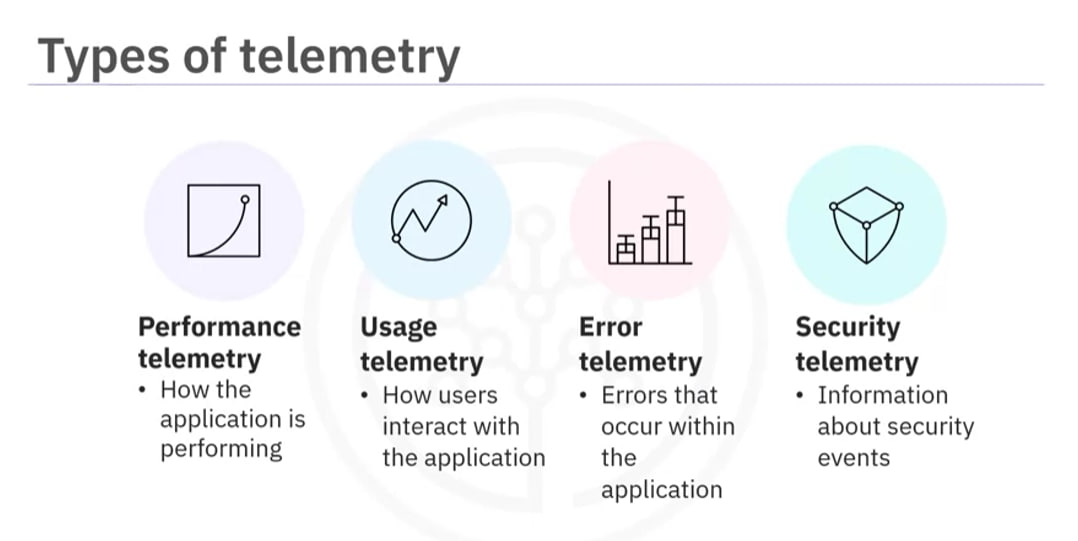 Types of telemetry
Performance
telemetry
• How the
application is
performing
Usage
telemetry
• How users
interact with
the application
Error
telemetry
• Errors that
occur within
the
application
Security
telemetry
• Information
about security
events